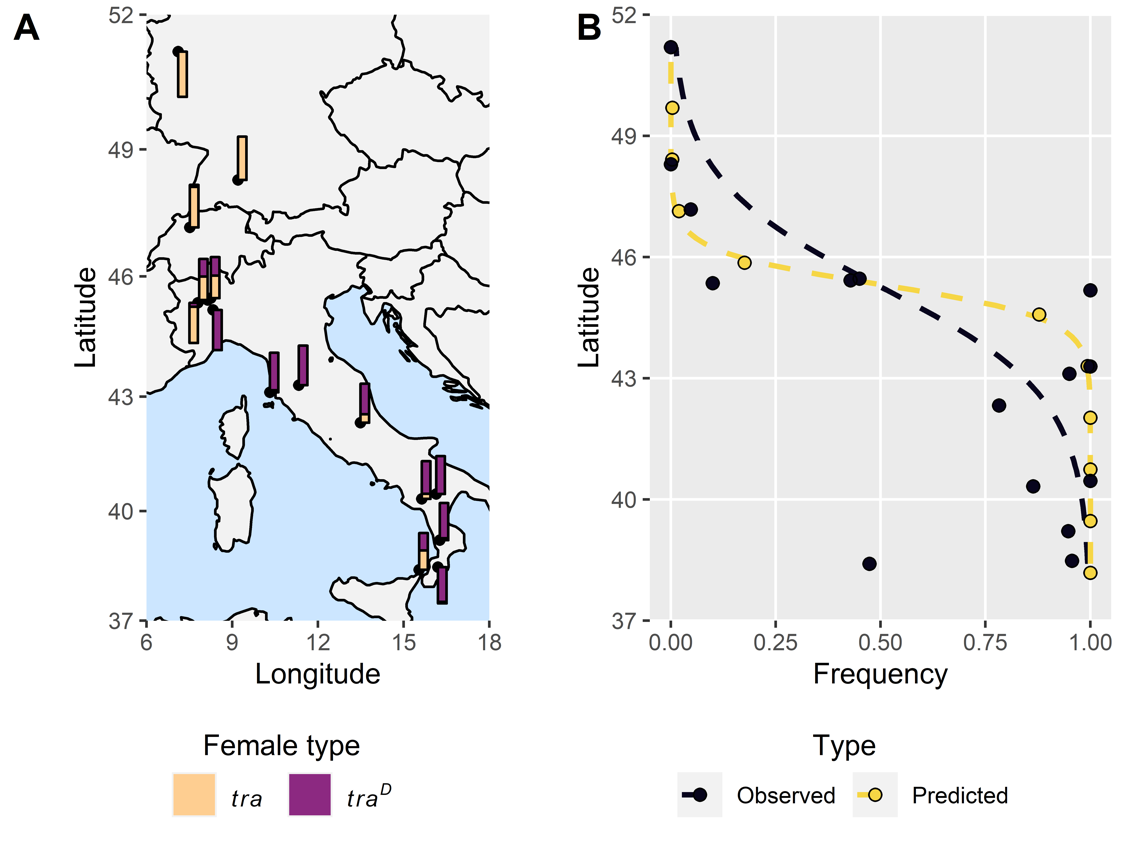 A
52
49
46
43
40
37
Latitude
6 9 12 15 18
Longitude
Female type
tra
traᴰ
B
52
49
46
43
40
37
Latitude
0.00 0.25 0.50 0.75 1.00
Frequency
Type
Observed
Predicted